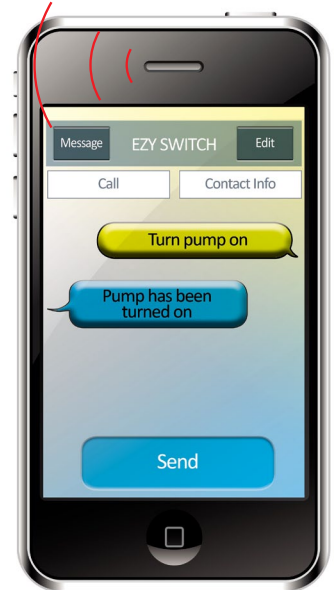 Message
EZY SWITCH
Edit
Call
Contact Info
Turn pump on
Pump has been
turned on
Send